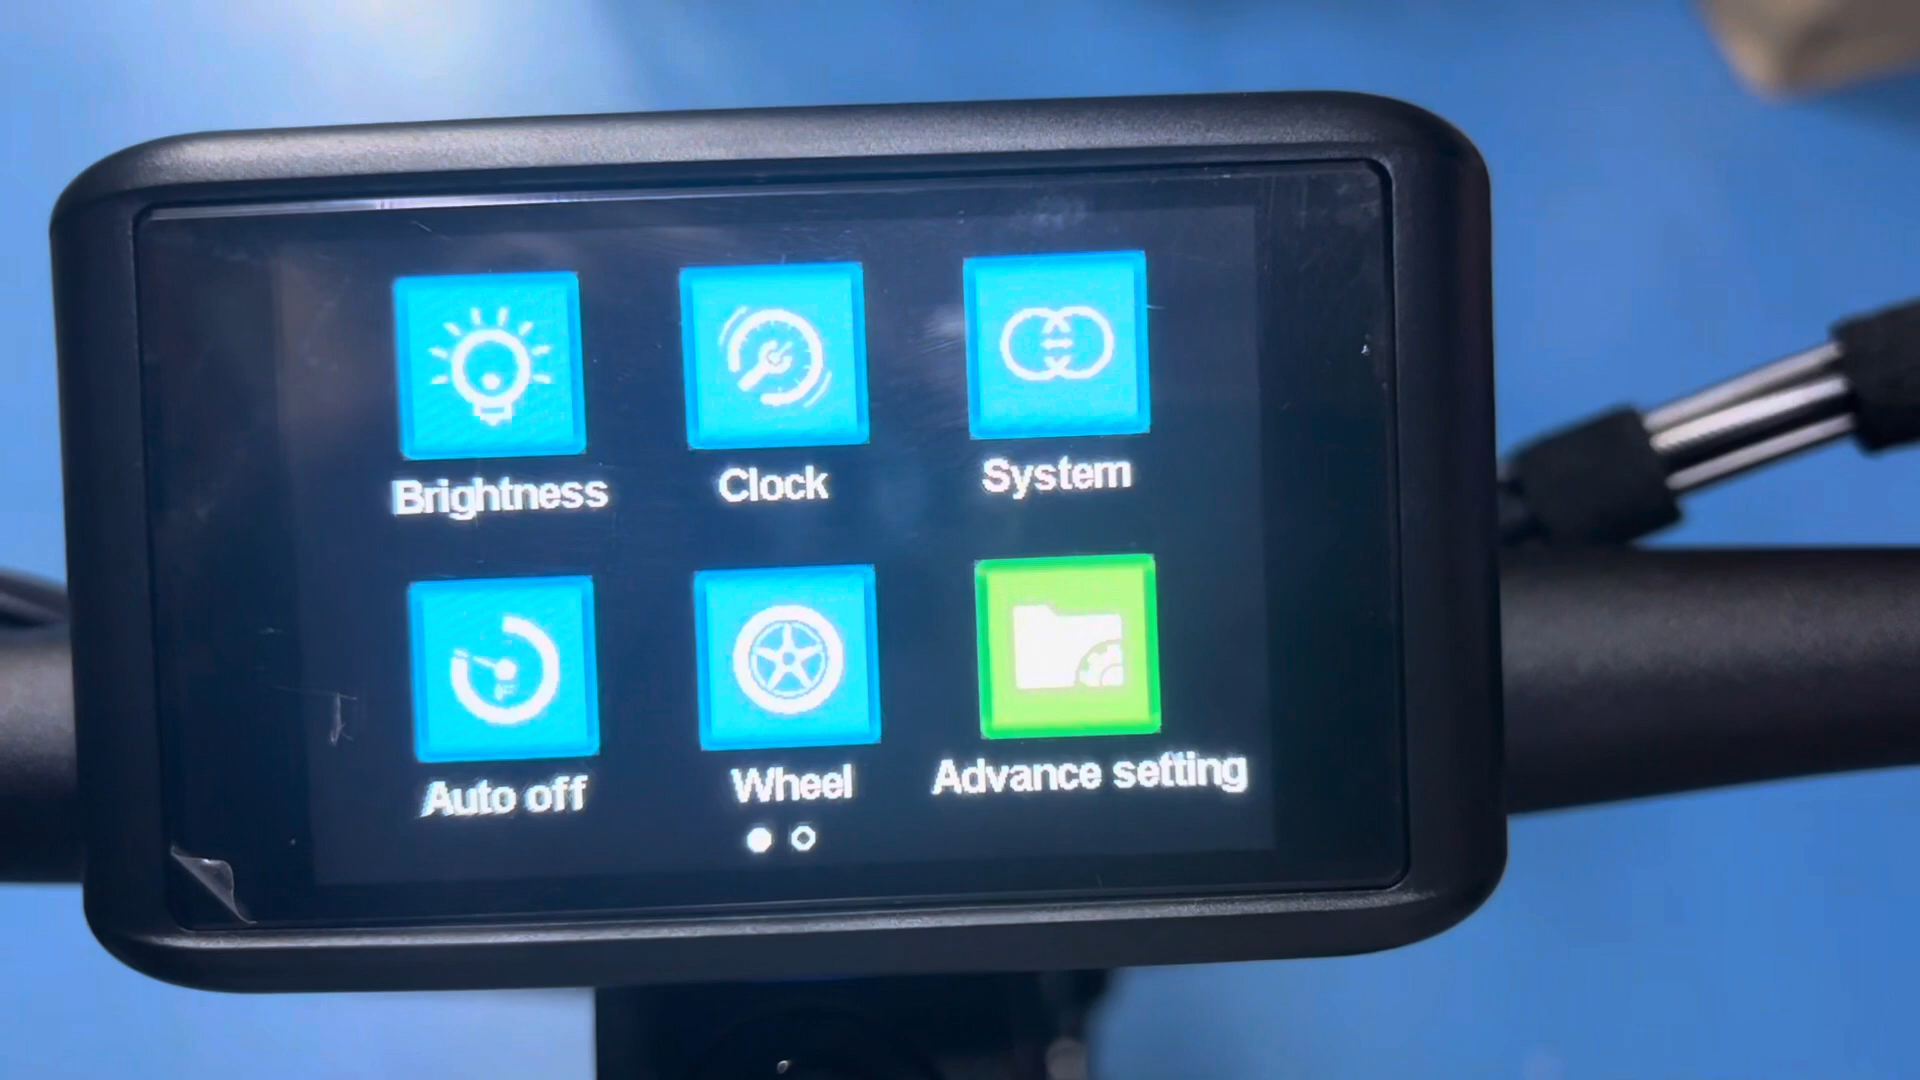 Brightness
Clock
System
Auto off
Wheel
Advance setting